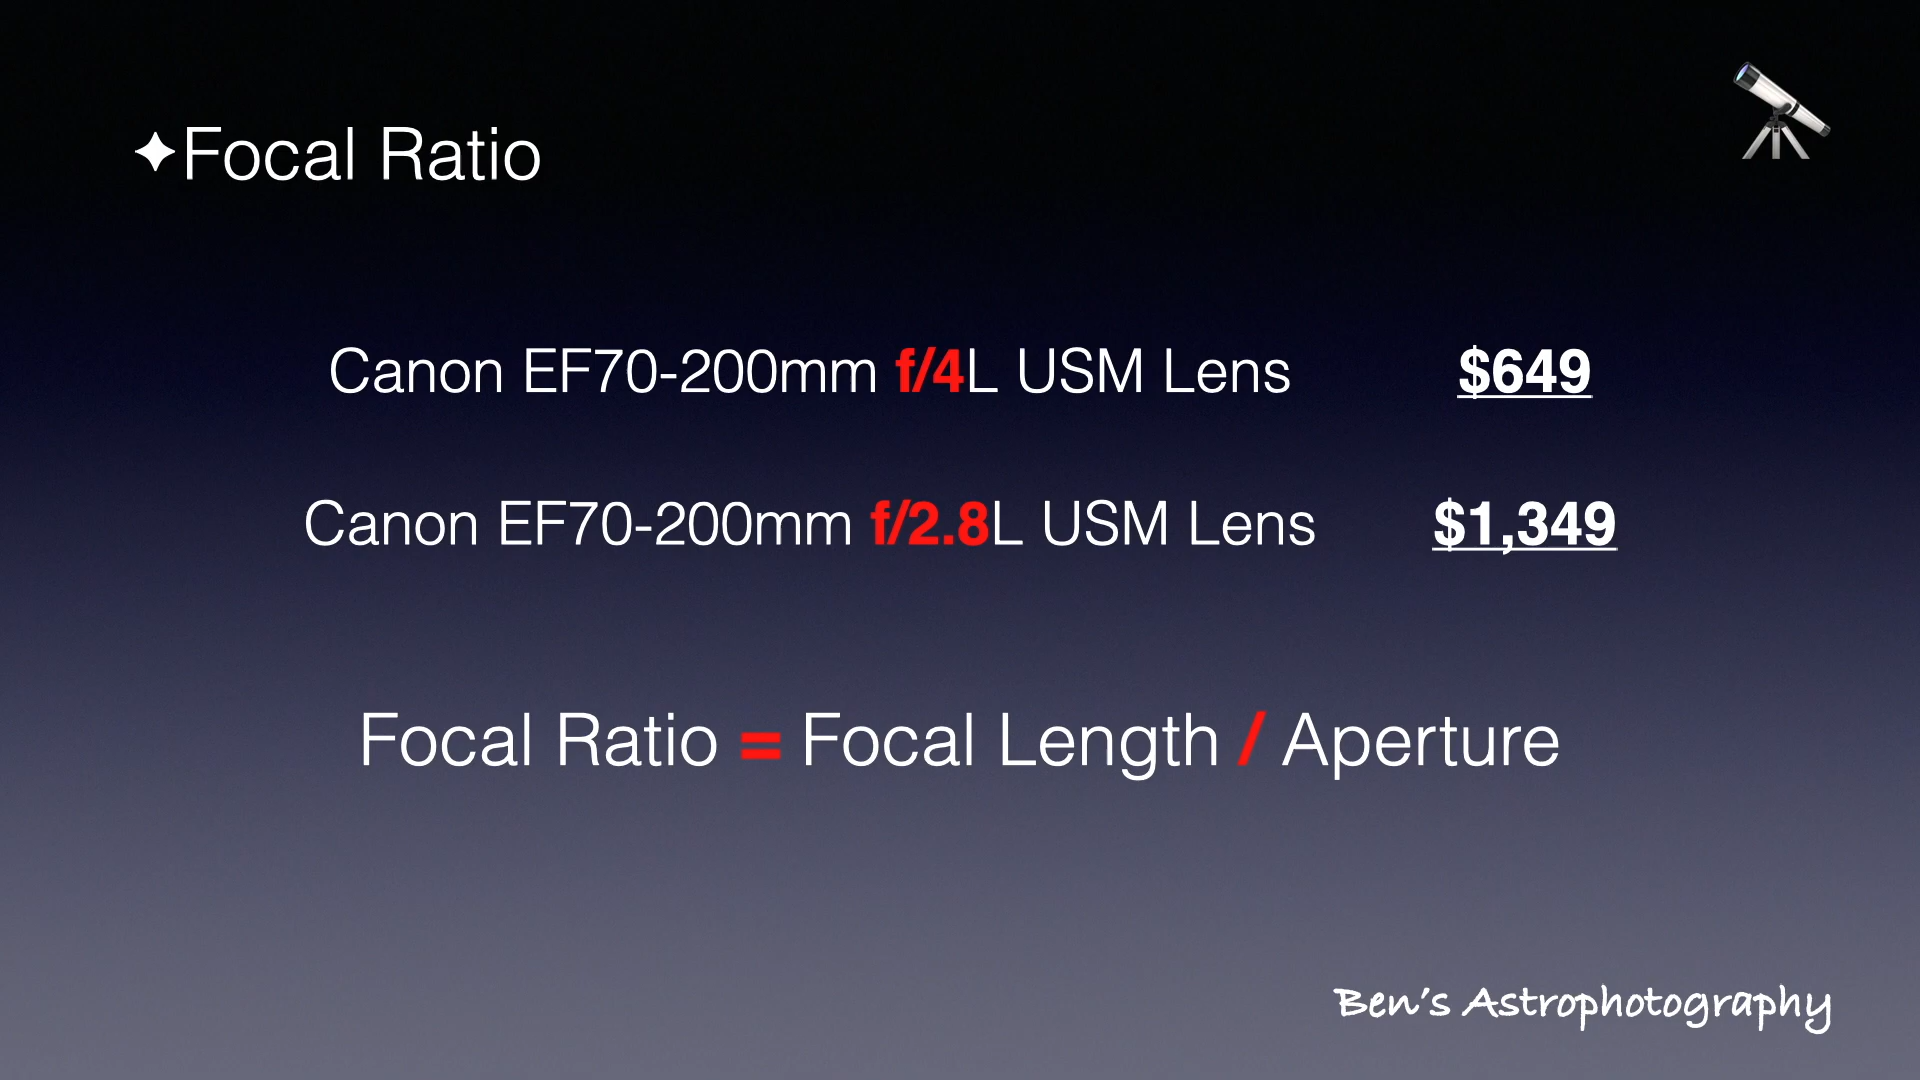 ✦Focal Ratio
Canon EF70-200mm f/4L USM Lens $649
Canon EF70-200mm f/2.8L USM Lens $1,349
Focal Ratio = Focal Length / Aperture
Ben's Astrophotography